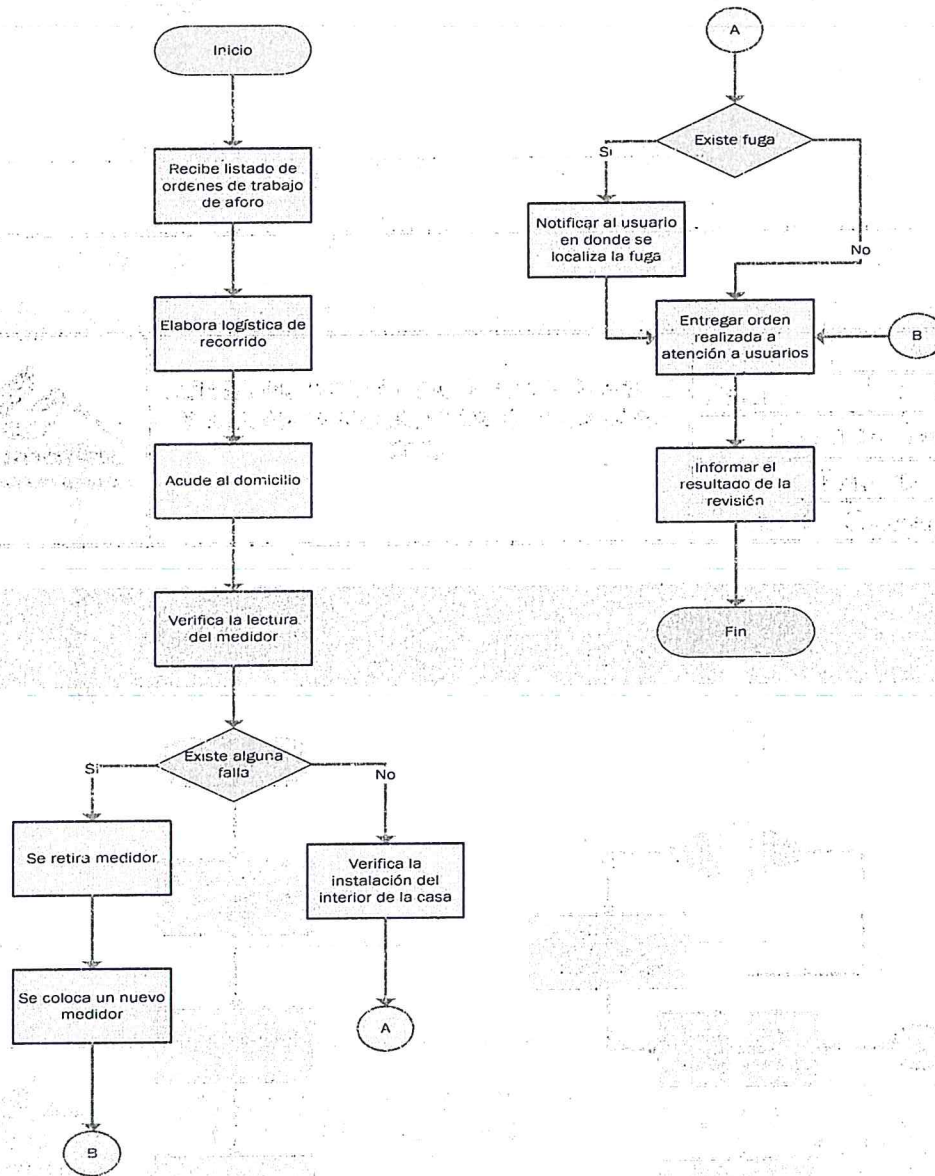 Inicio
Recibe listado de
ordenes de trabajo
de aforo
Elabora logística de
recorrido
Acude al domicilio
Verifica la lectura
del medidor
Existe alguna
falla
Si
No
Se retira medidor
Verifica la
instalación del
interior de la casa
Se coloca un nuevo
medidor
A
B
A
Existe fuga
Si
Notificar al usuario
en donde se
localiza la fuga
No
Entregar orden
realizada a
atención a usuarios
B
Informar el
resultado de la
revisión
Fin